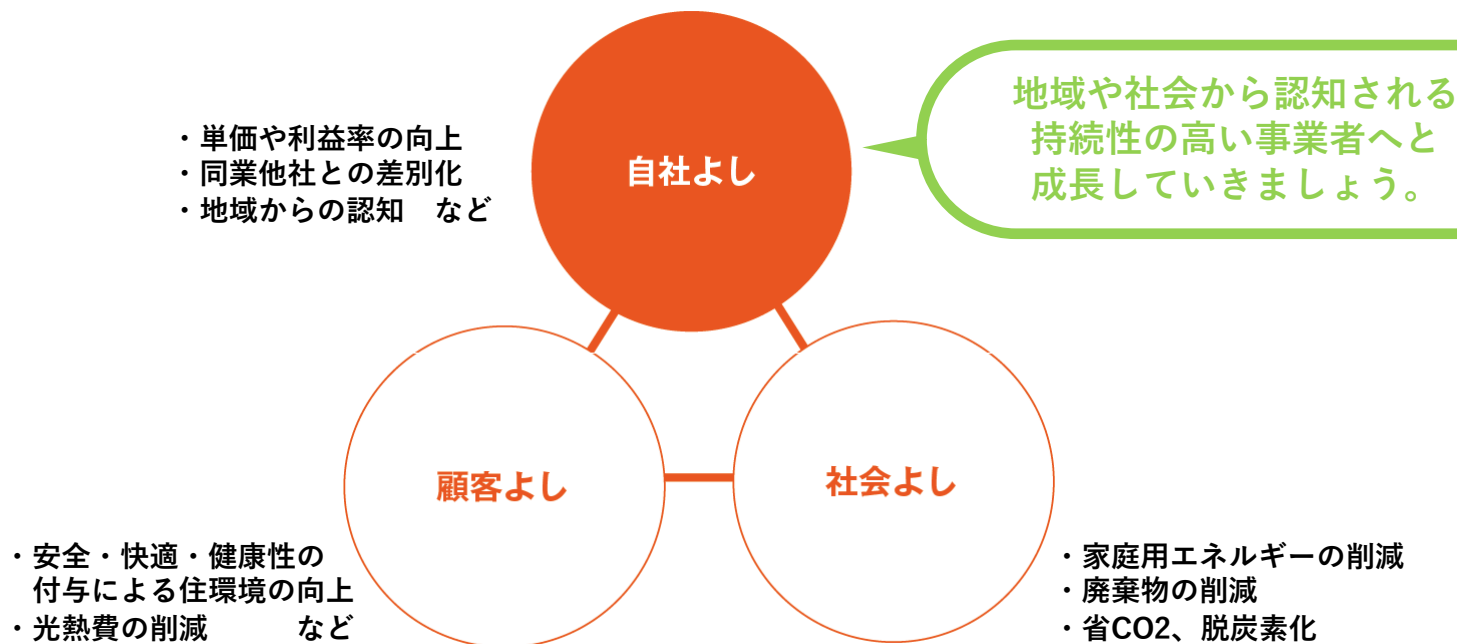 ・単価や利益率の向上
・同業他社との差別化
・地域からの認知　など
自社よし
地域や社会から認知される
持続性の高い事業者へと
成長していきましょう。
顧客よし
社会よし
・安全・快適・健康性の
付与による住環境の向上
・光熱費の削減　　　など
・家庭用エネルギーの削減
・廃棄物の削減
・省CO2、脱炭素化